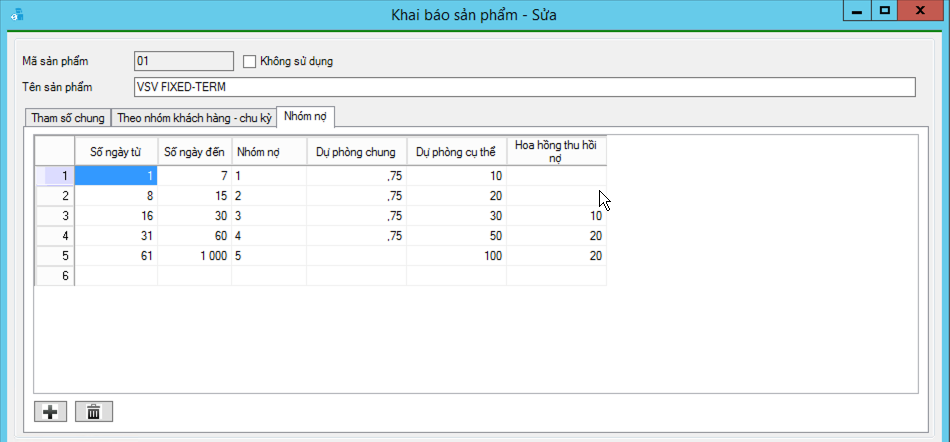 Khai báo sản phẩm - Sửa
Mã sản phẩm 01 Không sử dụng
Tên sản phẩm VSV FIXED-TERM
Tham số chung Theo nhóm khách hàng - chu kỳ Nhóm nợ
Số ngày từ Số ngày đến Nhóm nợ Dự phòng chung Dự phòng cụ thể Hoa hồng thu hồi
nợ
1 1 7 1 ,75 10
2 8 15 2 ,75 20
3 16 30 3 ,75 30 10
4 31 60 4 ,75 50 20
5 61 1 000 5 100 20
6